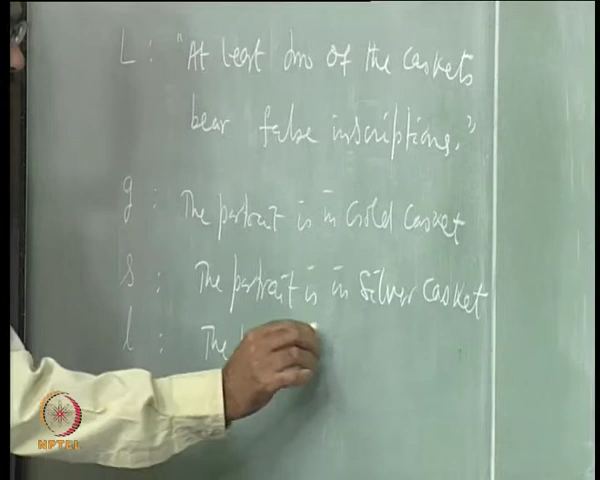 L : "At least two of the caskets
bear false inscriptions."
g : The portrait is in Gold Casket
s : The portrait is in Silver casket
l : The
NPTEL